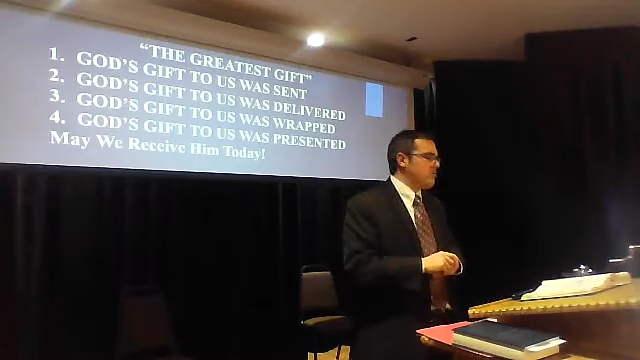 "THE GREATEST GIFT"
1. GOD'S GIFT TO US WAS SENT
2. GOD'S GIFT TO US WAS DELIVERED
3. GOD'S GIFT TO US WAS WRAPPED
4. GOD'S GIFT TO US WAS PRESENTED
May We Receive Him Today!